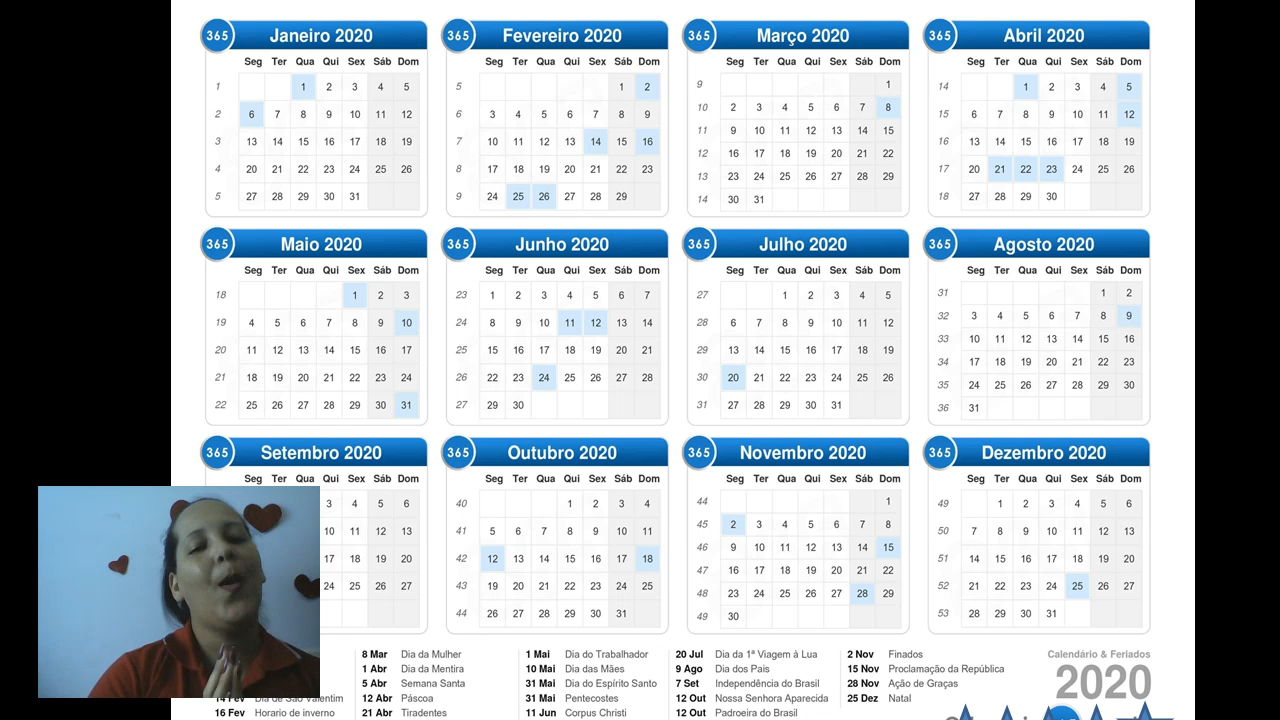 365 Janeiro 2020
Seg Ter Qua Qui Sex Sáb Dom
1 1 2 3 4 5
2 6 7 8 9 10 11 12
3 13 14 15 16 17 18 19
4 20 21 22 23 24 25 26
5 27 28 29 30 31
365 Fevereiro 2020
Seg Ter Qua Qui Sex Sáb Dom
5 1 2
6 3 4 5 6 7 8 9
7 10 11 12 13 14 15 16
8 17 18 19 20 21 22 23
9 24 25 26 27 28 29
365 Março 2020
Seg Ter Qua Qui Sex Sáb Dom
9 1
10 2 3 4 5 6 7 8
11 9 10 11 12 13 14 15
12 16 17 18 19 20 21 22
13 23 24 25 26 27 28 29
14 30 31
365 Abril 2020
Seg Ter Qua Qui Sex Sáb Dom
14 1 2 3 4 5
15 6 7 8 9 10 11 12
16 13 14 15 16 17 18 19
17 20 21 22 23 24 25 26
18 27 28 29 30
365 Maio 2020
Seg Ter Qua Qui Sex Sáb Dom
18 1 2 3
19 4 5 6 7 8 9 10
20 11 12 13 14 15 16 17
21 18 19 20 21 22 23 24
22 25 26 27 28 29 30 31
365 Junho 2020
Seg Ter Qua Qui Sex Sáb Dom
23 1 2 3 4 5 6 7
24 8 9 10 11 12 13 14
25 15 16 17 18 19 20 21
26 22 23 24 25 26 27 28
27 29 30
365 Julho 2020
Seg Ter Qua Qui Sex Sáb Dom
27 1 2 3 4 5
28 6 7 8 9 10 11 12
29 13 14 15 16 17 18 19
30 20 21 22 23 24 25 26
31 27 28 29 30 31
365 Agosto 2020
Seg Ter Qua Qui Sex Sáb Dom
31 1 2
32 3 4 5 6 7 8 9
33 10 11 12 13 14 15 16
34 17 18 19 20 21 22 23
35 24 25 26 27 28 29 30
36 31
365 Setembro 2020
Seg Ter Qua Qui Sex Sáb Dom
3 4 5 6
10 11 12 13
17 18 19 20
24 25 26 27
365 Outubro 2020
Seg Ter Qua Qui Sex Sáb Dom
40 1 2 3 4
41 5 6 7 8 9 10 11
42 12 13 14 15 16 17 18
43 19 20 21 22 23 24 25
44 26 27 28 29 30 31
365 Novembro 2020
Seg Ter Qua Qui Sex Sáb Dom
44 1
45 2 3 4 5 6 7 8
46 9 10 11 12 13 14 15
47 16 17 18 19 20 21 22
48 23 24 25 26 27 28 29
49 30
365 Dezembro 2020
Seg Ter Qua Qui Sex Sáb Dom
49 1 2 3 4 5 6
50 7 8 9 10 11 12 13
51 14 15 16 17 18 19 20
52 21 22 23 24 25 26 27
53 28 29 30 31
14 Fev Dia de São Valentim
16 Fev Horario de inverno
8 Mar Dia da Mulher
1 Abr Dia da Mentira
5 Abr Semana Santa
12 Abr Páscoa
21 Abr Tiradentes
1 Mai Dia do Trabalhador
10 Mai Dia das Mães
31 Mai Dia do Espírito Santo
31 Mai Pentecostes
11 Jun Corpus Christi
20 Jul Dia da 1ª Viagem à Lua
9 Ago Dia dos Pais
7 Set Independência do Brasil
12 Out Nossa Senhora Aparecida
12 Out Padroeira do Brasil
2 Nov Finados
15 Nov Proclamação da República
28 Nov Ação de Graças
25 Dez Natal
Calendário & Feriados
2020